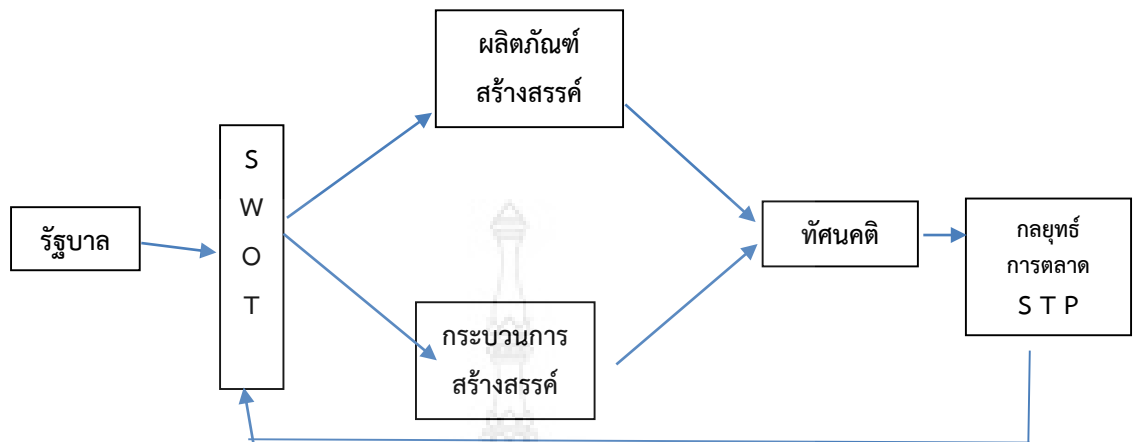 ผลิตภัณฑ์
สร้างสรรค์
S
W
O
T
รัฐบาล
ทัศนคติ
กลยุทธ์
การตลาด
S T P
กระบวนการ
สร้างสรรค์